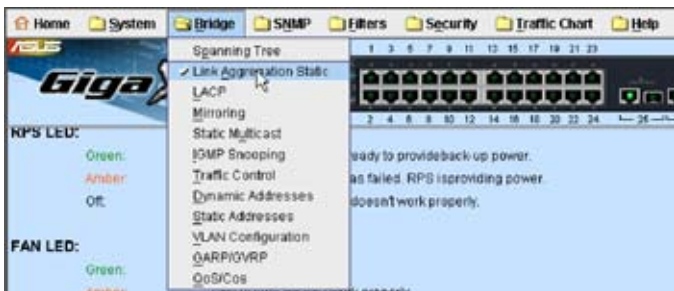 Home System Bridge SNMP Filters Security Traffic Chart Help
ASUS
GigaX
1 3 5 7 9 11 13 15 17 19 21 23
2 4 6 8 10 12 14 16 18 20 22 24 25
Spanning Tree
✓ Link Aggregation Static
LACP
Mirroring
Static Multicast
IGMP Snooping
Traffic Control
Dynamic Addresses
Static Addresses
VLAN Configuration
GARP/GVRP
QoS/Cos
RPS LED:
Green: eady to provideback-up power.
Amber: as failed. RPS isproviding power.
Off: doesn't work properly.
FAN LED:
Green: